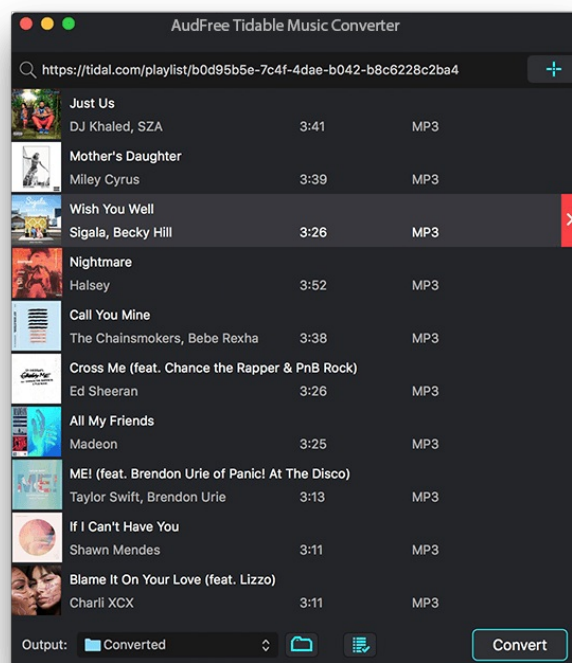 AudFree Tidable Music Converter
https://tidal.com/playlist/b0d95b5e-7c4f-4dae-b042-b8c6228c2ba4
Just Us
DJ Khaled, SZA 3:41 MP3
Mother's Daughter
Miley Cyrus 3:39 MP3
Wish You Well
Sigala, Becky Hill 3:26 MP3
Nightmare
Halsey 3:52 MP3
Call You Mine
The Chainsmokers, Bebe Rexha 3:38 MP3
Cross Me (feat. Chance the Rapper & PnB Rock)
Ed Sheeran 3:26 MP3
All My Friends
Madeon 3:25 MP3
ME! (feat. Brendon Urie of Panic! At The Disco)
Taylor Swift, Brendon Urie 3:13 MP3
If I Can't Have You
Shawn Mendes 3:11 MP3
Blame It On Your Love (feat. Lizzo)
Charli XCX 3:11 MP3
Output: Converted Convert